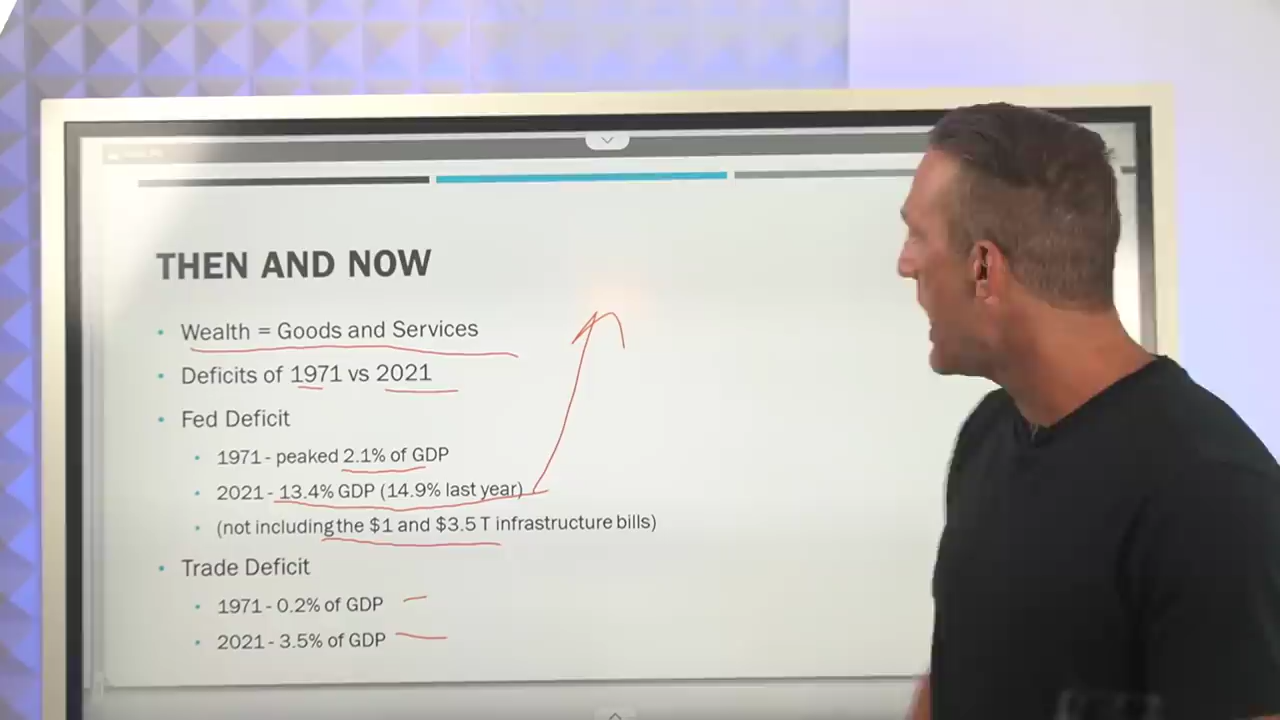 THEN AND NOW
• Wealth = Goods and Services
• Deficits of 1971 vs 2021
• Fed Deficit
• 1971 - peaked 2.1% of GDP
• 2021 - 13.4% GDP (14.9% last year)
• (not including the $1 and $3.5 T infrastructure bills)
• Trade Deficit
• 1971 - 0.2% of GDP
• 2021 - 3.5% of GDP